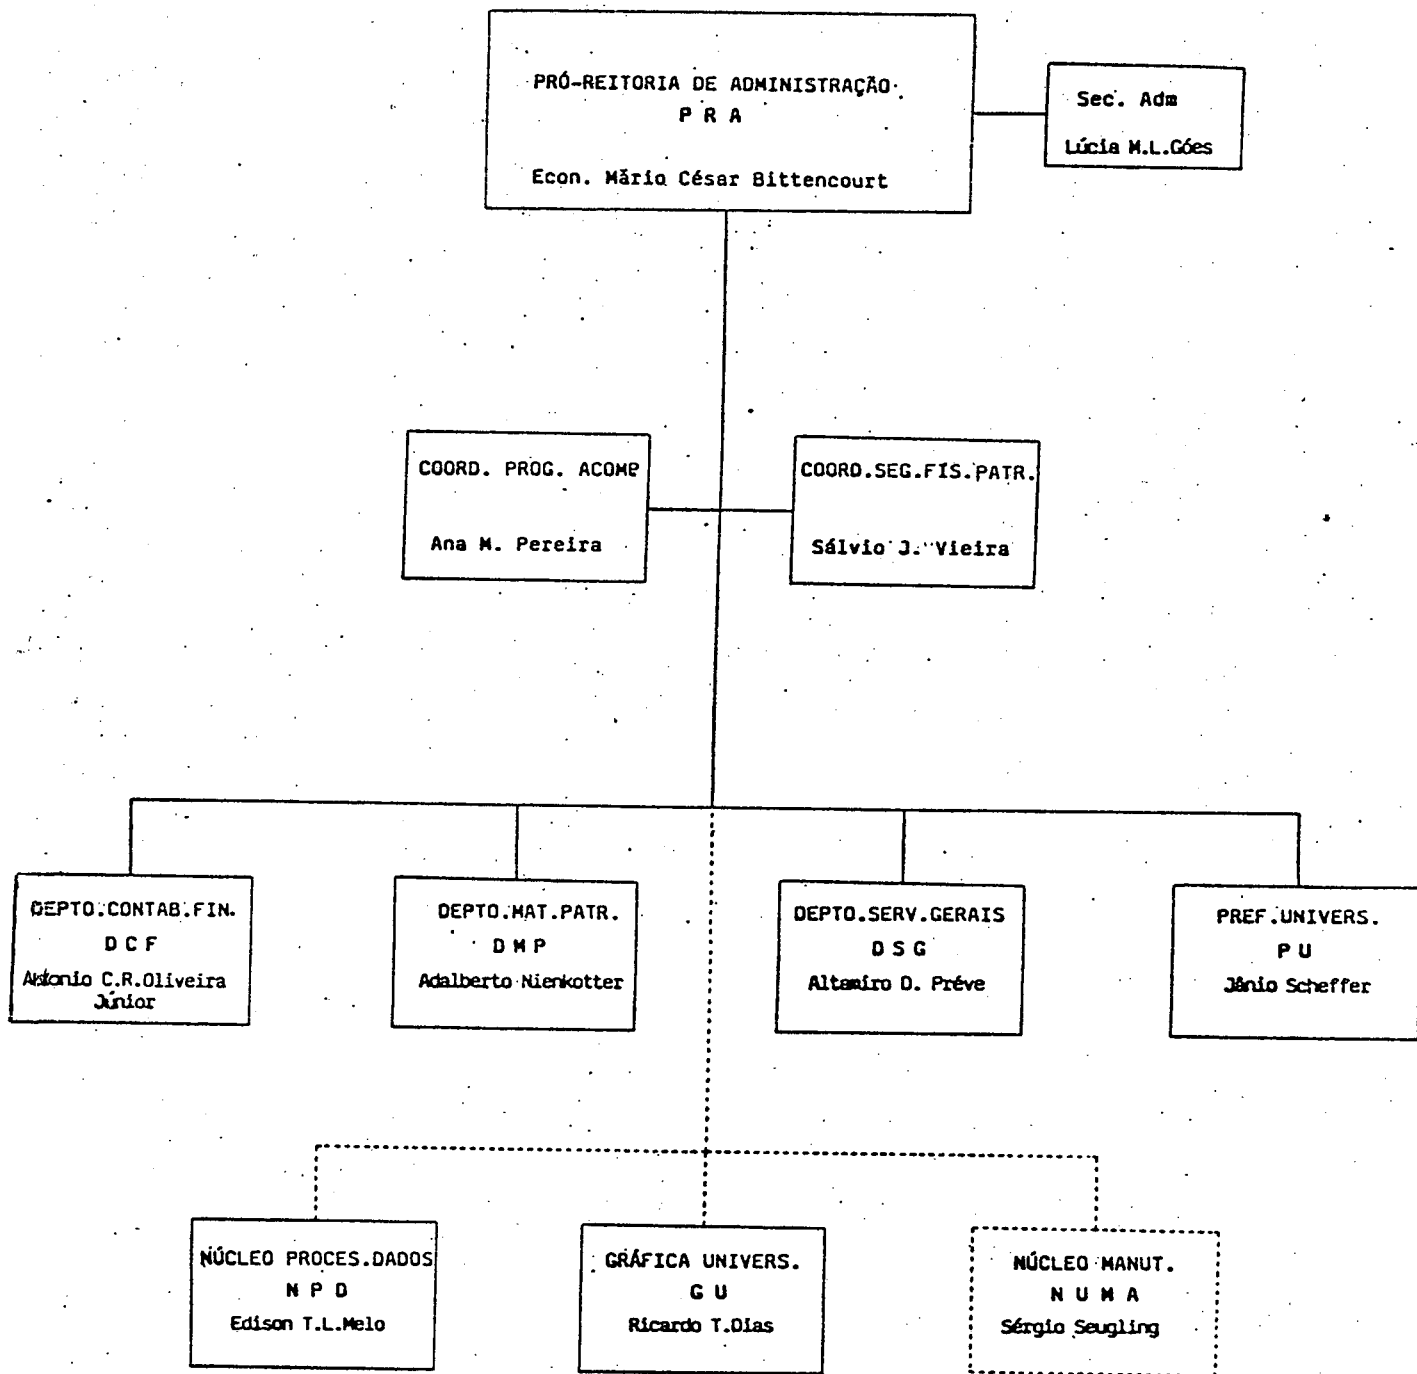 PRÓ-REITORIA DE ADMINISTRAÇÃO
P R A
Econ. Mário César Bittencourt
Sec. Adm
Lúcia M.L.Góes
COORD. PROG. ACOMP
Ana M. Pereira
COORD.SEG.FIS.PATR.
Sálvio J. Vieira
DEPTO.CONTAB.FIN.
D C F
Antonio C.R.Oliveira
Júnior
DEPTO.MAT.PATR.
D M P
Adalberto Nienkotter
DEPTO.SERV.GERAIS
D S G
Altamiro D. Préve
PREF.UNIVERS.
P U
Jânio Scheffer
NÚCLEO PROCES.DADOS
N P D
Edison T.L.Melo
GRÁFICA UNIVERS.
G U
Ricardo T.Dias
NÚCLEO MANUT.
N U M A
Sérgio Seugling